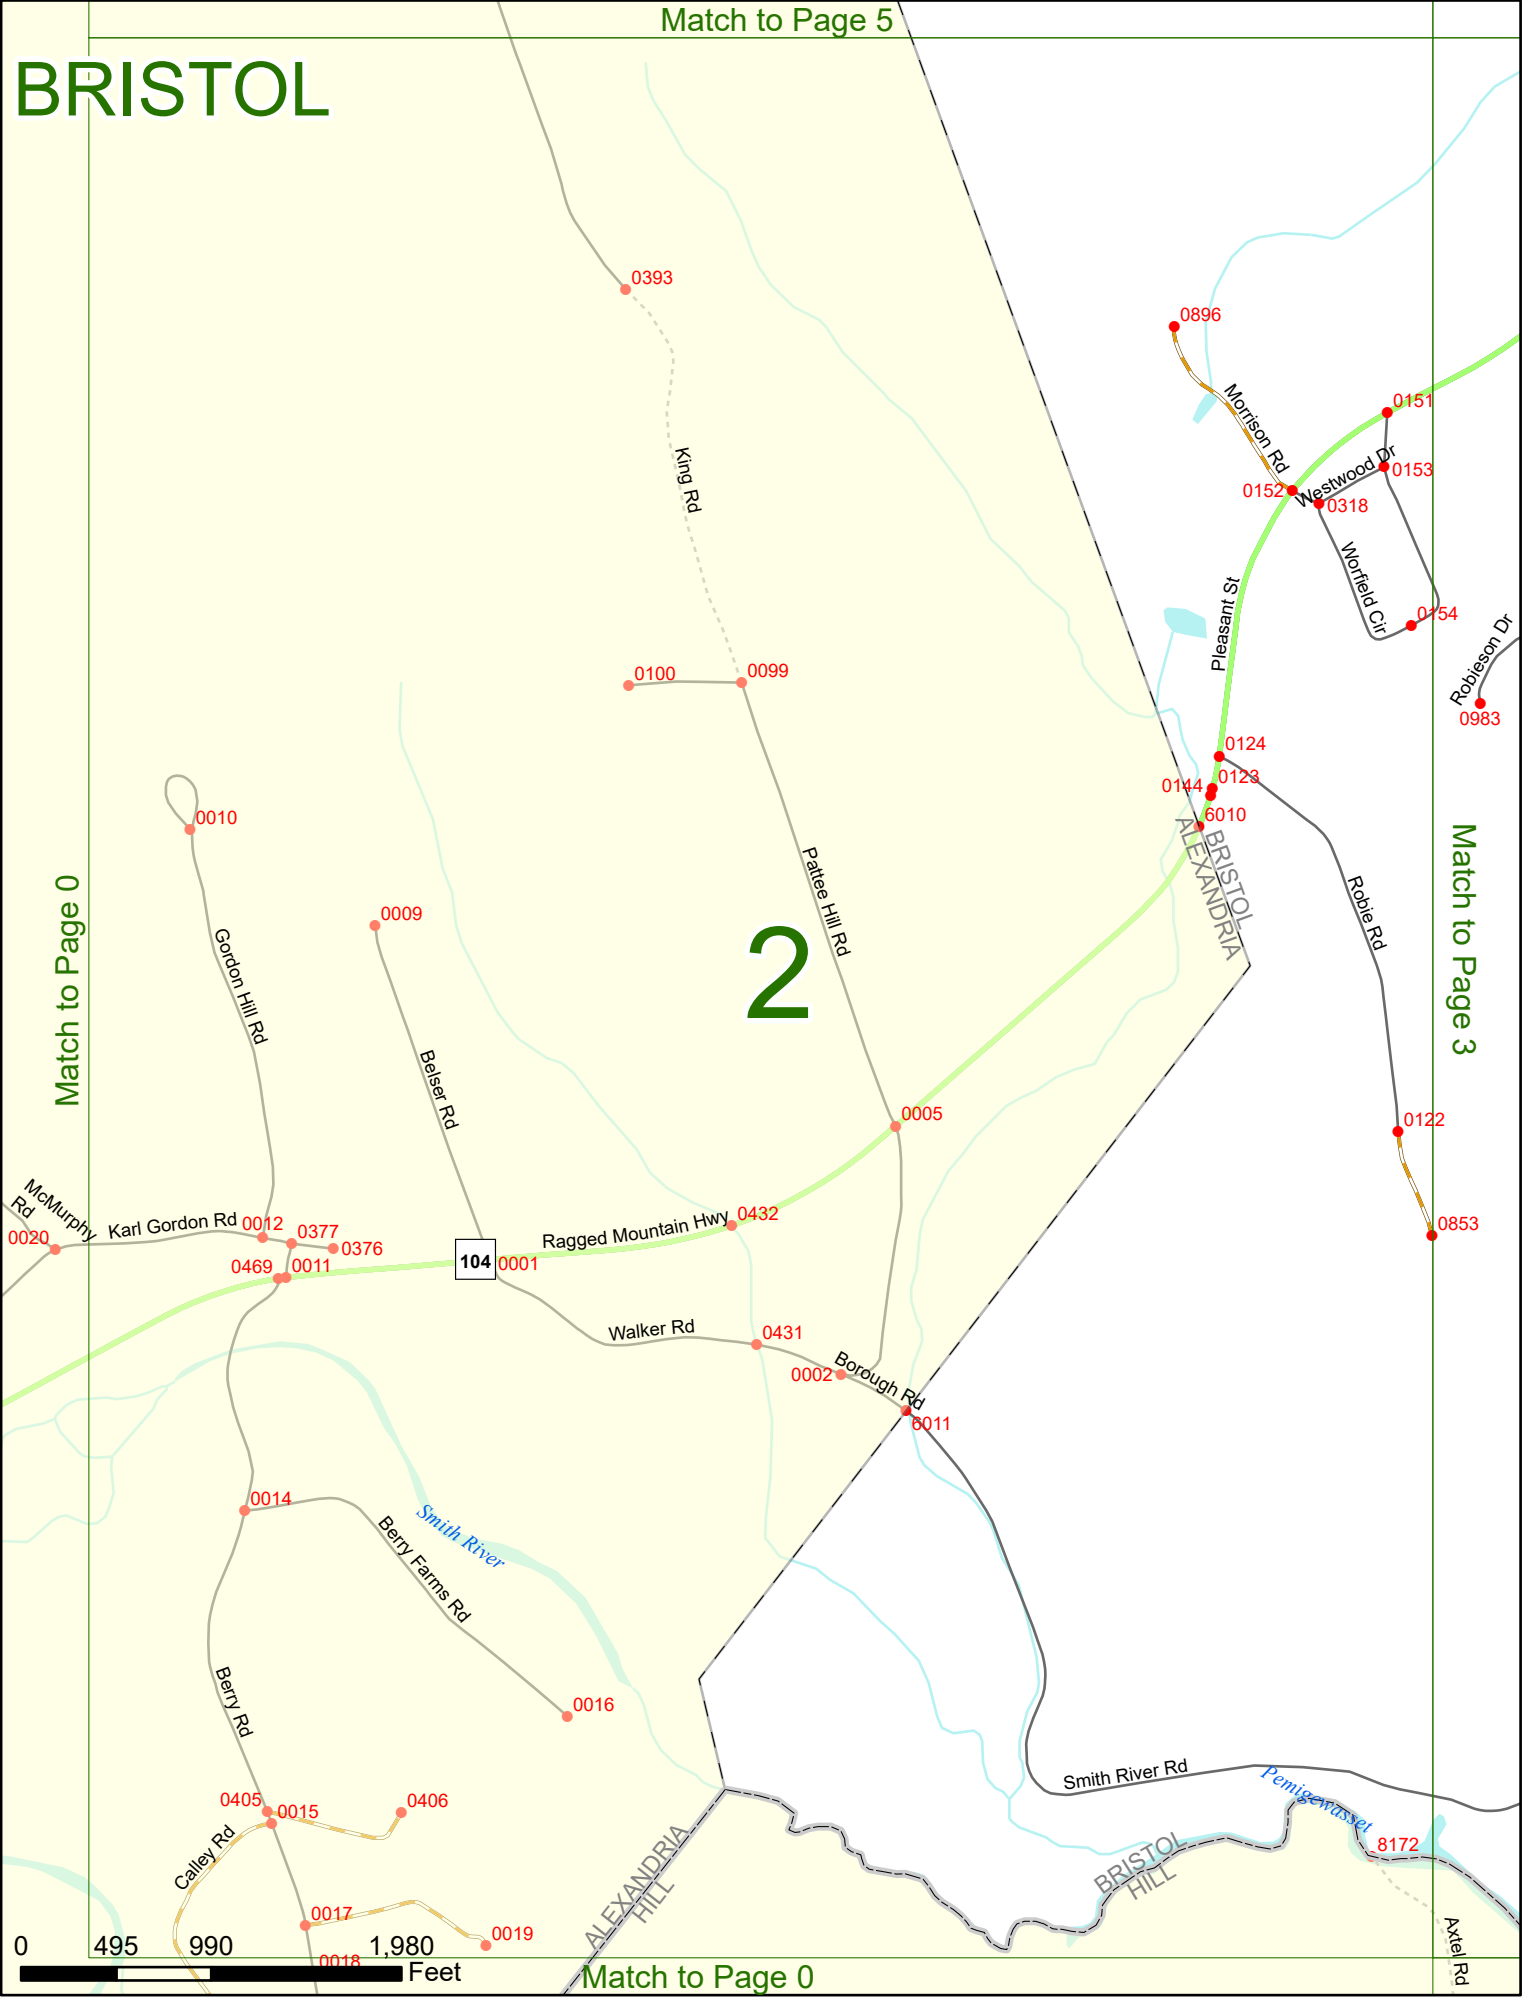 Match to Page 5
BRISTOL
0393
0896
Morrison Rd
0151
Westwood Dr
0153
0152
0318
King Rd
Worfield Cir
Pleasant St
0154
Robieson Dr
0983
0100
0099
0124
0123
0144
6010
BRISTOL
ALEXANDRIA
0010
Match to Page 0
Gordon Hill Rd
0009
Belser Rd
Pattee Hill Rd
2
Robie Rd
Match to Page 3
0005
0122
McMurphy
Rd
0020
Karl Gordon Rd
0012
0377
0376
0469
0011
104
0001
Ragged Mountain Hwy
0432
0853
Walker Rd
0431
0002
Borough Rd
6011
0014
Smith River
Berry Farms Rd
Berry Rd
0016
Smith River Rd
Pemigewasset
0405
0015
0406
Calley Rd
ALEXANDRIA
HILL
BRISTOL
HILL
8172
0017
0019
0018
Axtel Rd
0
495
990
1,980
Feet
Match to Page 0